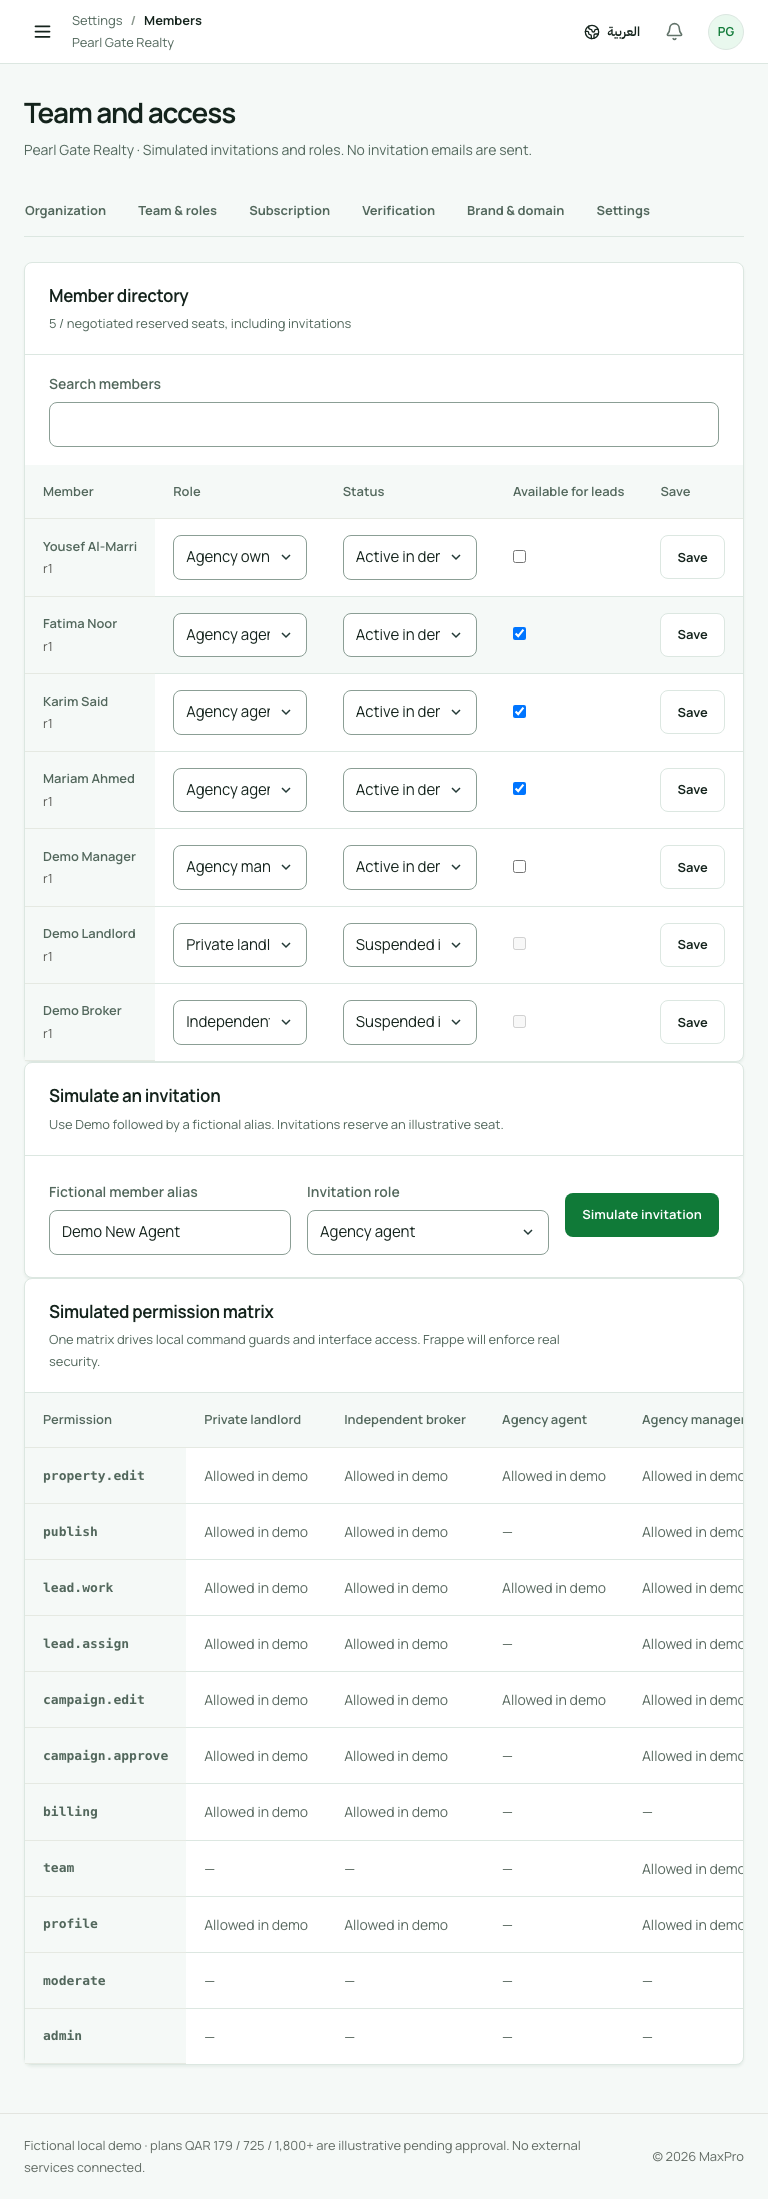 Settings / Members
Pearl Gate Realty
العربية
PG
Team and access
Pearl Gate Realty · Simulated invitations and roles. No invitation emails are sent.
Organization Team & roles Subscription Verification Brand & domain Settings
Member directory
5 / negotiated reserved seats, including invitations
Search members
Member Role Status Available for leads Save
Yousef Al-Marri
r1
Agency own Active in der Save
Fatima Noor
r1
Agency ager Active in der Save
Karim Said
r1
Agency ager Active in der Save
Mariam Ahmed
r1
Agency ager Active in der Save
Demo Manager
r1
Agency man Active in der Save
Demo Landlord
r1
Private landl Suspended i Save
Demo Broker
r1
Independent Suspended i Save
Simulate an invitation
Use Demo followed by a fictional alias. Invitations reserve an illustrative seat.
Fictional member alias Invitation role
Demo New Agent Agency agent Simulate invitation
Simulated permission matrix
One matrix drives local command guards and interface access. Frappe will enforce real
security.
Permission Private landlord Independent broker Agency agent Agency manager
property.edit Allowed in demo Allowed in demo Allowed in demo Allowed in demo
publish Allowed in demo Allowed in demo — Allowed in demo
lead.work Allowed in demo Allowed in demo Allowed in demo Allowed in demo
lead.assign Allowed in demo Allowed in demo — Allowed in demo
campaign.edit Allowed in demo Allowed in demo Allowed in demo Allowed in demo
campaign.approve Allowed in demo Allowed in demo — Allowed in demo
billing Allowed in demo Allowed in demo — —
team — — — Allowed in demo
profile Allowed in demo Allowed in demo — Allowed in demo
moderate — — — —
admin — — — —
Fictional local demo · plans QAR 179 / 725 / 1,800+ are illustrative pending approval. No external
services connected.
© 2026 MaxPro